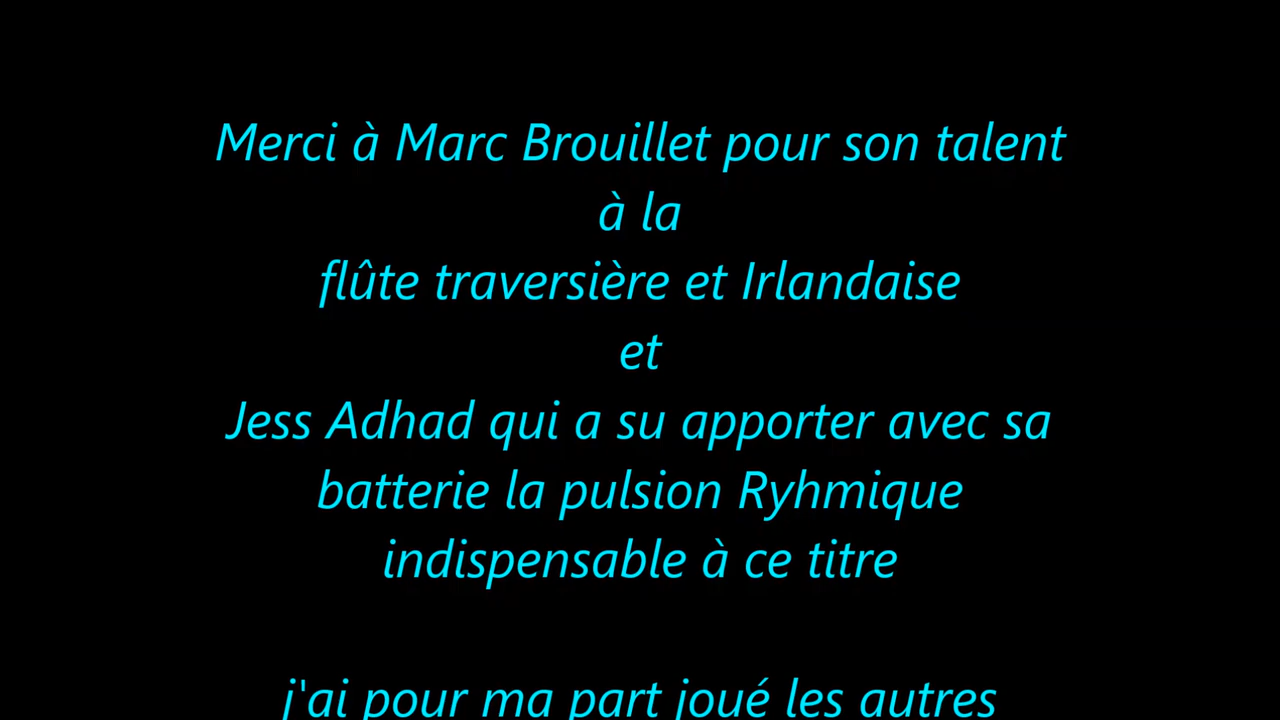 Merci à Marc Brouillet pour son talent
à la
flûte traversière et Irlandaise
et
Jess Adhad qui a su apporter avec sa
batterie la pulsion Ryhmique
indispensable à ce titre
j'ai pour ma part joué les autres